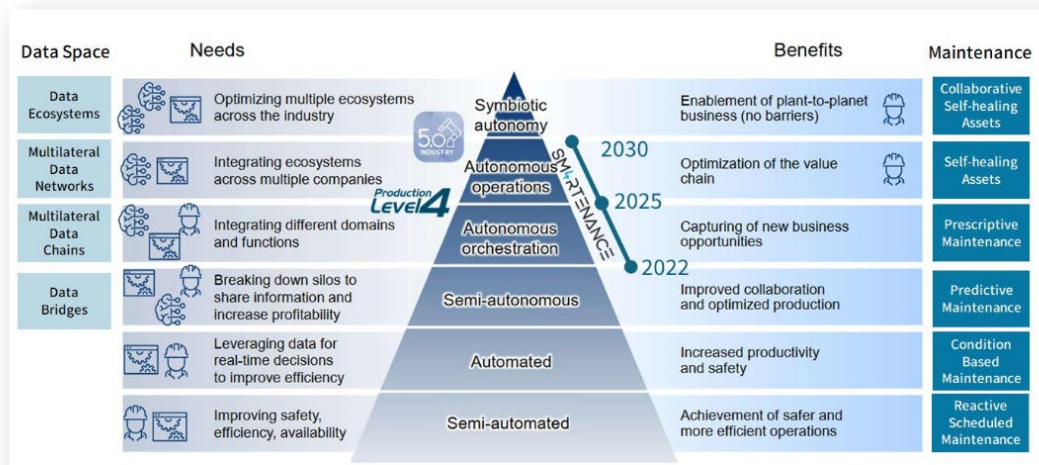 Data Space
Needs
Benefits
Maintenance
Data
Ecosystems
Optimizing multiple ecosystems
across the industry
Symbiotic
autonomy
Enablement of plant-to-planet
business (no barriers)
Collaborative
Self-healing
Assets
5.0
INDUSTRY
2030
Multilateral
Data
Networks
Integrating ecosystems
across multiple companies
Autonomous
operations
Optimization of the value
chain
Self-healing
Assets
Production
Level4
SM4RTENANCE
2025
Multilateral
Data
Chains
Integrating different domains
and functions
Autonomous
orchestration
Capturing of new business
opportunities
Prescriptive
Maintenance
2022
Data
Bridges
Breaking down silos to
share information and
increase profitability
Semi-autonomous
Improved collaboration
and optimized production
Predictive
Maintenance
Leveraging data for
real-time decisions
to improve efficiency
Automated
Increased productivity
and safety
Condition
Based
Maintenance
Improving safety,
efficiency, availability
Semi-automated
Achievement of safer and
more efficient operations
Reactive
Scheduled
Maintenance